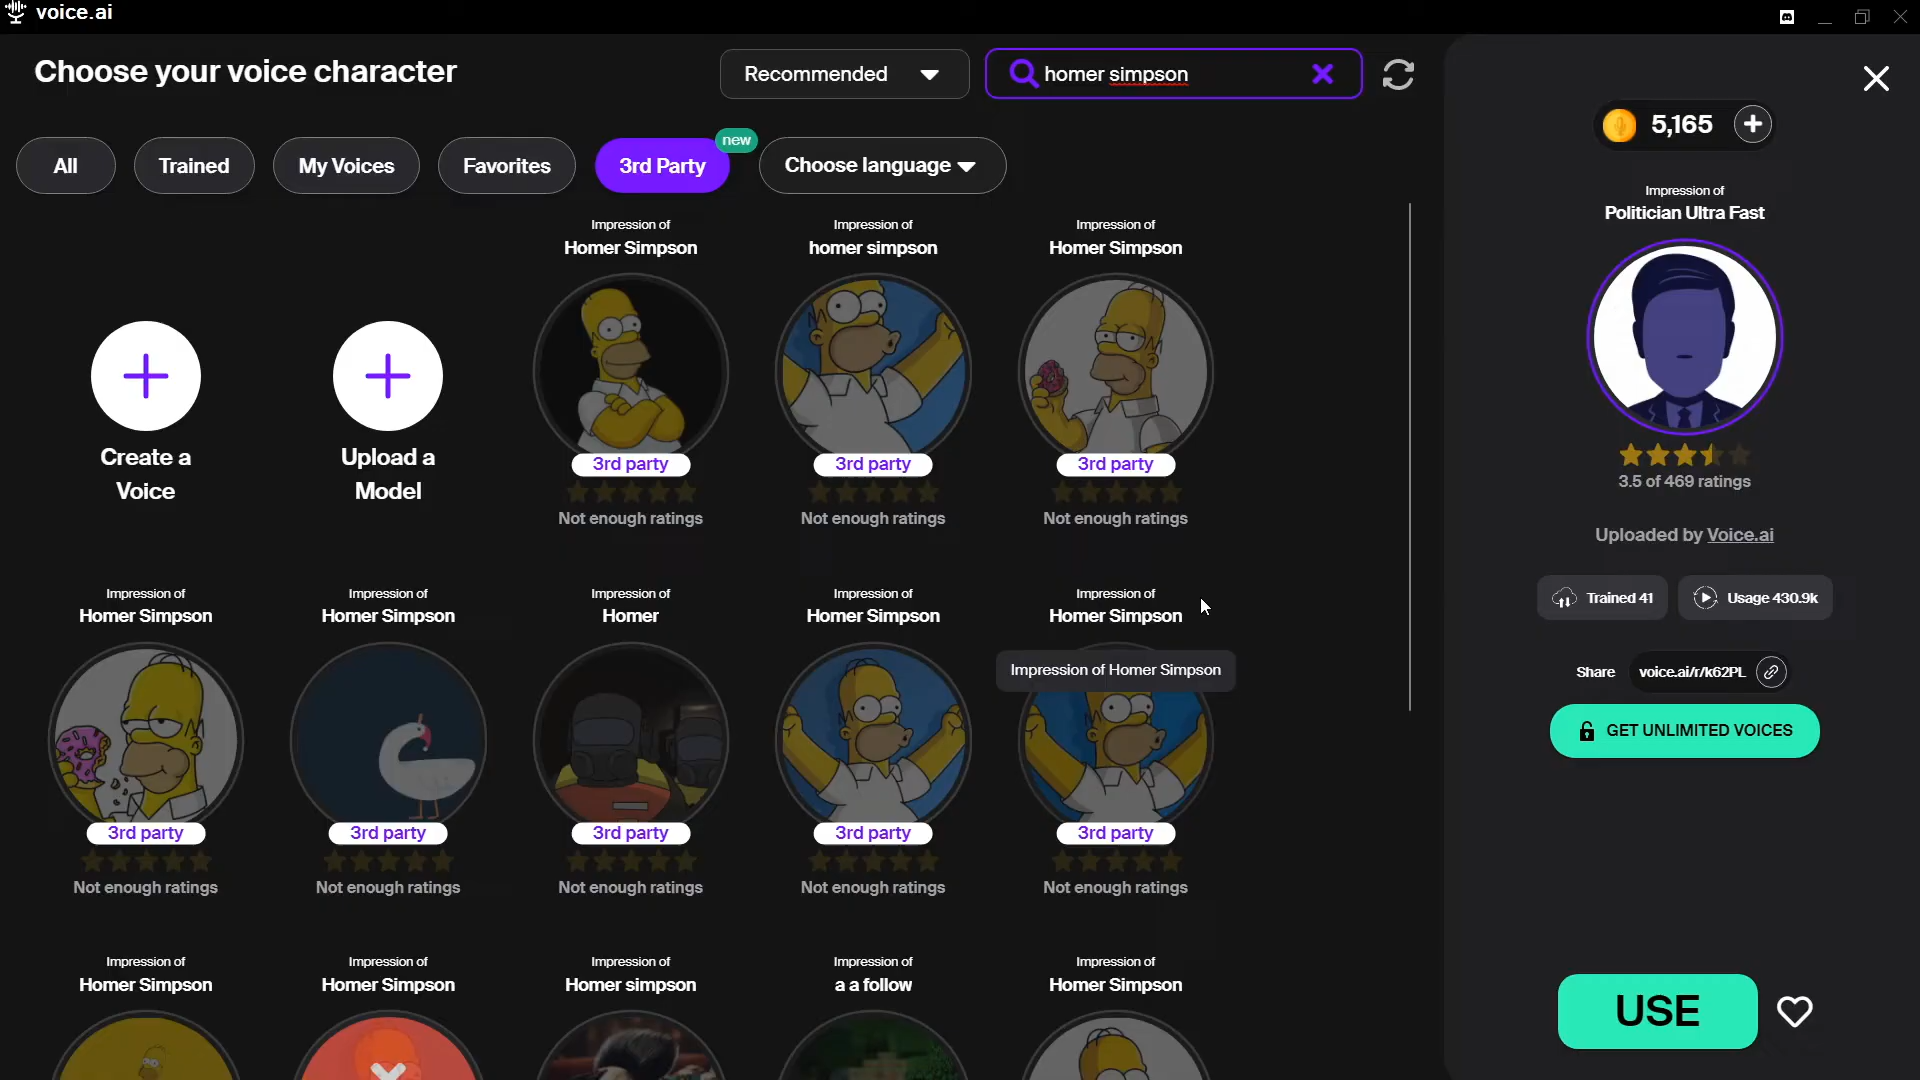 voice.ai
Choose your voice character
Recommended
homer simpson
All
Trained
My Voices
Favorites
3rd Party
new
Choose language
5,165
Impression of
Politician Ultra Fast
3.5 of 469 ratings
Uploaded by Voice.ai
Trained 41
Usage 430.9k
Share
voice.ai/r/k62PL
GET UNLIMITED VOICES
USE
Create a
Voice
Upload a
Model
Impression of
Homer Simpson
3rd party
Not enough ratings
Impression of
homer simpson
3rd party
Not enough ratings
Impression of
Homer Simpson
3rd party
Not enough ratings
Impression of
Homer Simpson
3rd party
Not enough ratings
Impression of
Homer Simpson
3rd party
Not enough ratings
Impression of
Homer
3rd party
Not enough ratings
Impression of
Homer Simpson
3rd party
Not enough ratings
Impression of
Homer Simpson
Impression of Homer Simpson
3rd party
Not enough ratings
Impression of
Homer Simpson
Impression of
Homer Simpson
Impression of
Homer simpson
Impression of
a a follow
Impression of
Homer Simpson